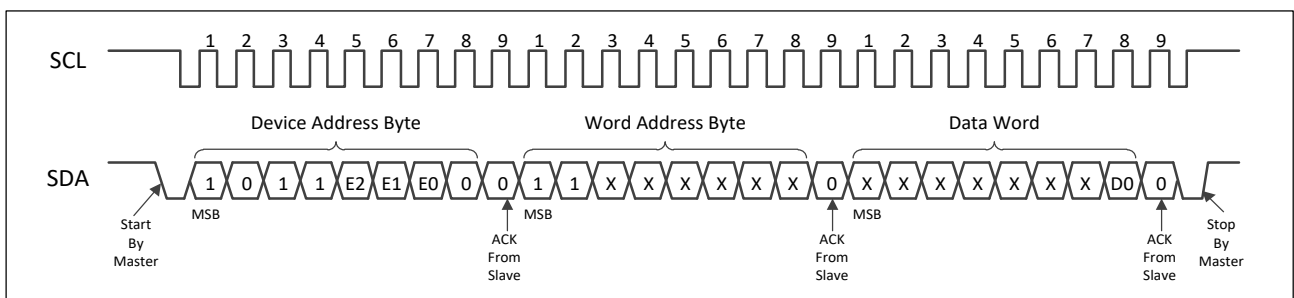 SCL
1 2 3 4 5 6 7 8 9 1 2 3 4 5 6 7 8 9 1 2 3 4 5 6 7 8 9
Device Address Byte
Word Address Byte
Data Word
SDA
1 0 1 1 E2 E1 E0 0 0 1 1 X X X X X X 0 X X X X X X X D0 0
MSB
MSB
MSB
Start
By
Master
ACK
From
Slave
ACK
From
Slave
ACK
From
Slave
Stop
By
Master